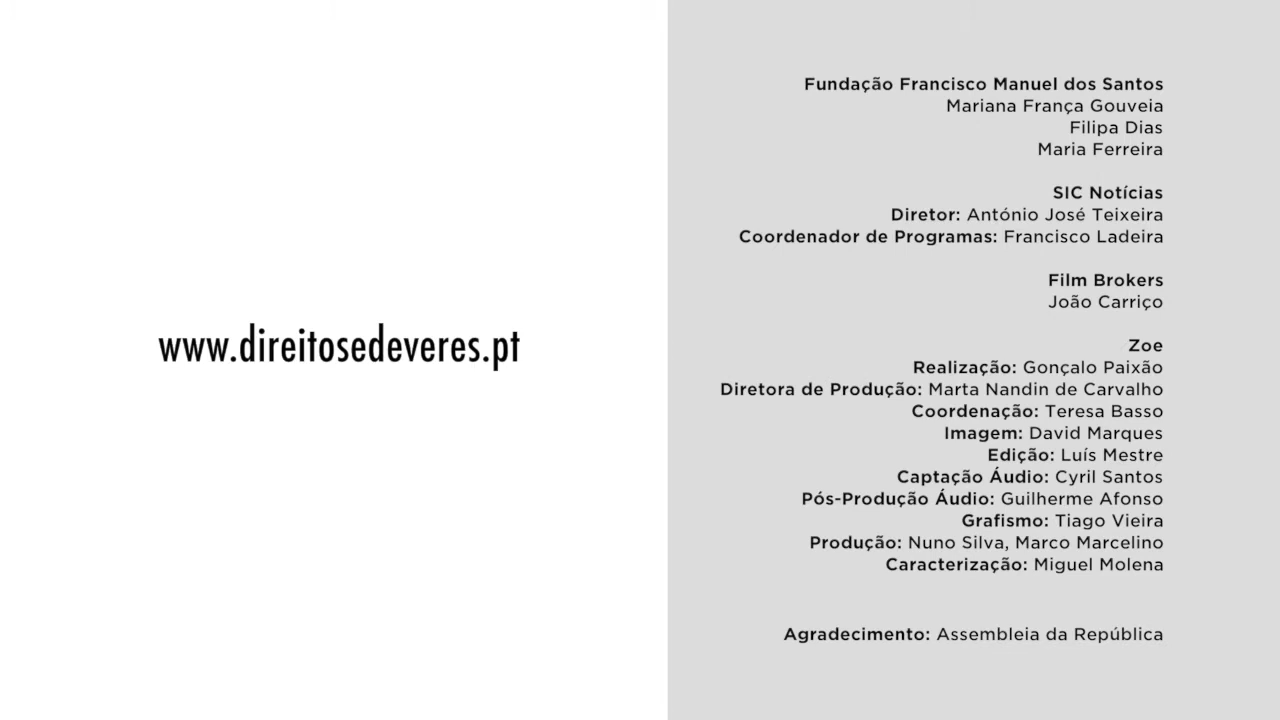 www.direitosedeveres.pt
Fundação Francisco Manuel dos Santos
Mariana França Gouveia
Filipa Dias
Maria Ferreira
SIC Notícias
Diretor: António José Teixeira
Coordenador de Programas: Francisco Ladeira
Film Brokers
João Carriço
Zoe
Realização: Gonçalo Paixão
Diretora de Produção: Marta Nandin de Carvalho
Coordenação: Teresa Basso
Imagem: David Marques
Edição: Luís Mestre
Captação Áudio: Cyril Santos
Pós-Produção Áudio: Guilherme Afonso
Grafismo: Tiago Vieira
Produção: Nuno Silva, Marco Marcelino
Caracterização: Miguel Molena
Agradecimento: Assembleia da República